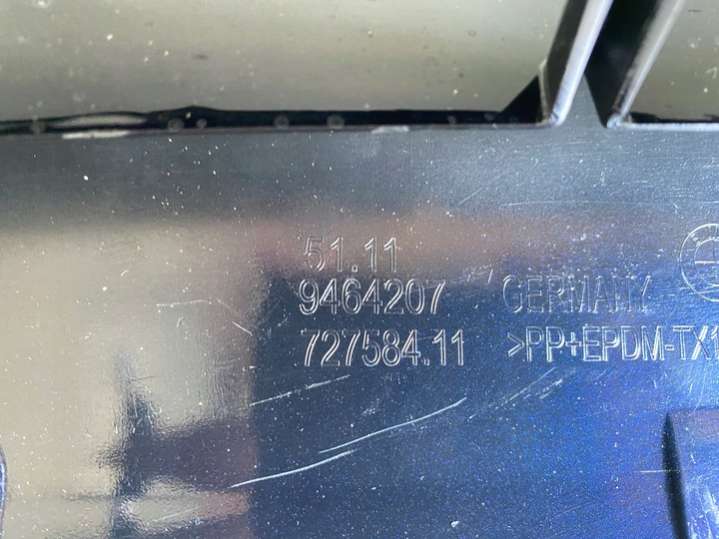 51.11
9464207 GERMANY
727584.11 >PP+EPDM-TX1